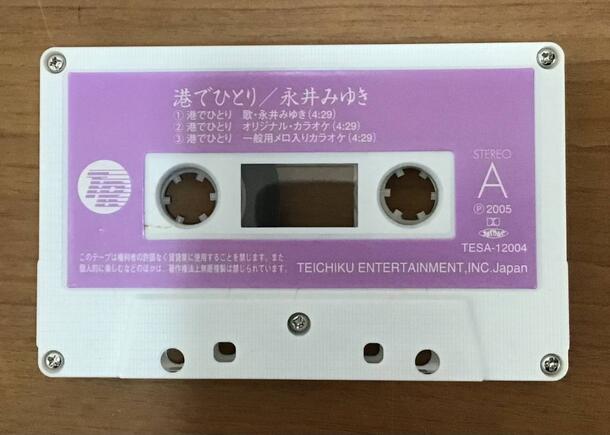 港でひとり／永井みゆき
① 港でひとり 歌・永井みゆき(4:29)
② 港でひとり オリジナル・カラオケ(4:29)
③ 港でひとり 一般用メロ入りカラオケ(4:29)
STEREO
A
Ⓟ 2005
TESA-12004
このテープは権利者の許諾なく賃貸業に使用することを禁じます。また
個人的に楽しむなどのほかは、著作権法上無断複製は禁じられています。
TEICHIKU ENTERTAINMENT,INC.Japan